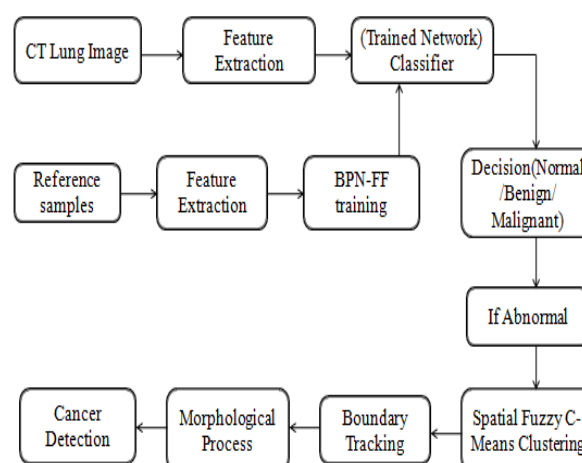 CT Lung Image
Feature
Extraction
(Trained Network)
Classifier
Reference
samples
Feature
Extraction
BPN-FF
training
Decision(Normal
/Benign/
Malignant)
If Abnormal
Cancer
Detection
Morphological
Process
Boundary
Tracking
Spatial Fuzzy C-
Means Clustering